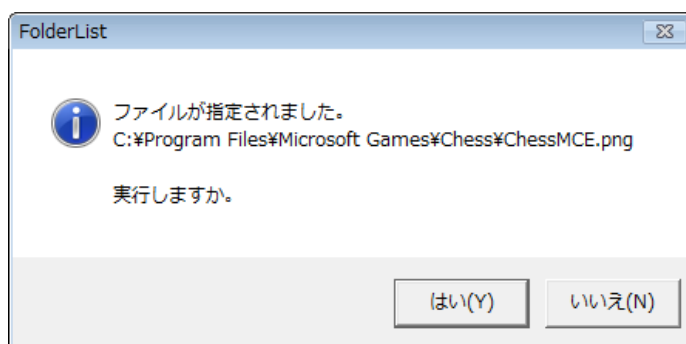 FolderList
ファイルが指定されました。
C:¥Program Files¥Microsoft Games¥Chess¥ChessMCE.png
実行しますか。
はい(Y)
いいえ(N)